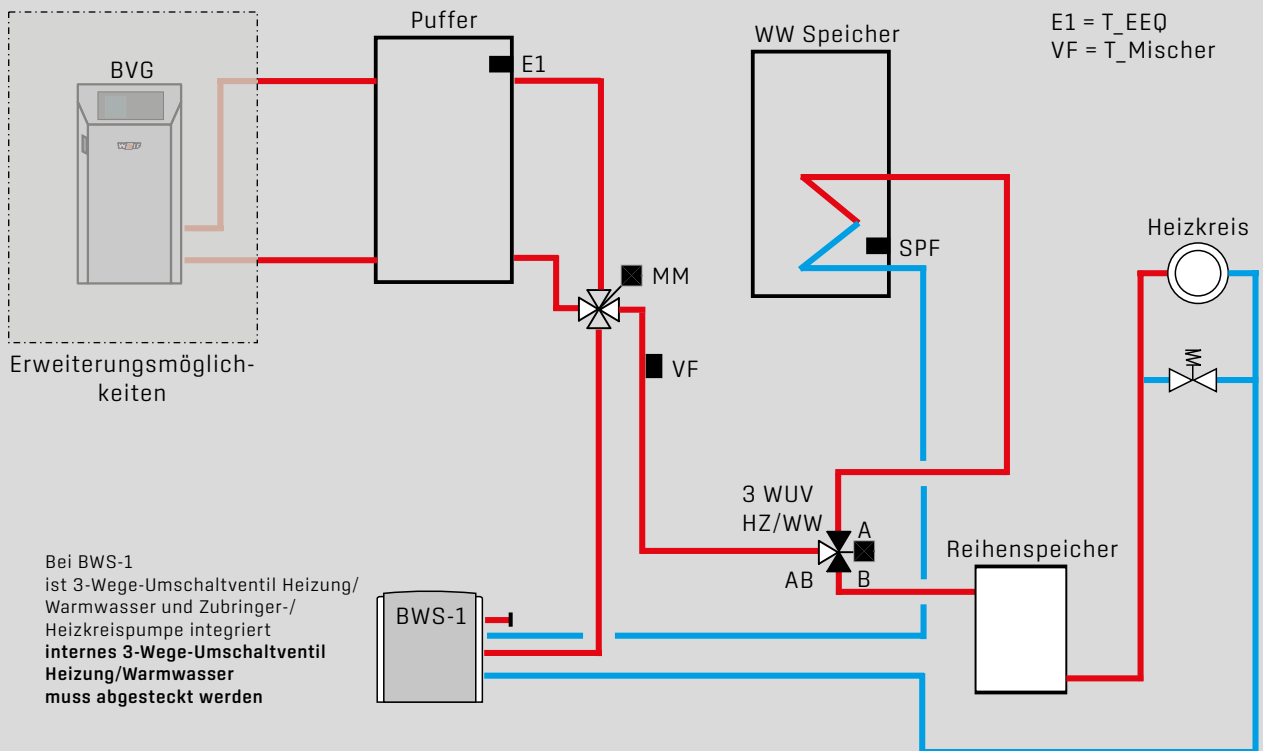 Puffer
WW Speicher
E1 = T_EEQ
VF = T_Mischer
BVG
E1
WOLF
SPF
Heizkreis
MM
VF
Erweiterungsmöglich-
keiten
3 WUV
HZ/WW
A
AB
B
Reihenspeicher
Bei BWS-1
ist 3-Wege-Umschaltventil Heizung/
Warmwasser und Zubringer-/
Heizkreispumpe integriert
internes 3-Wege-Umschaltventil
Heizung/Warmwasser
muss abgesteckt werden
BWS-1